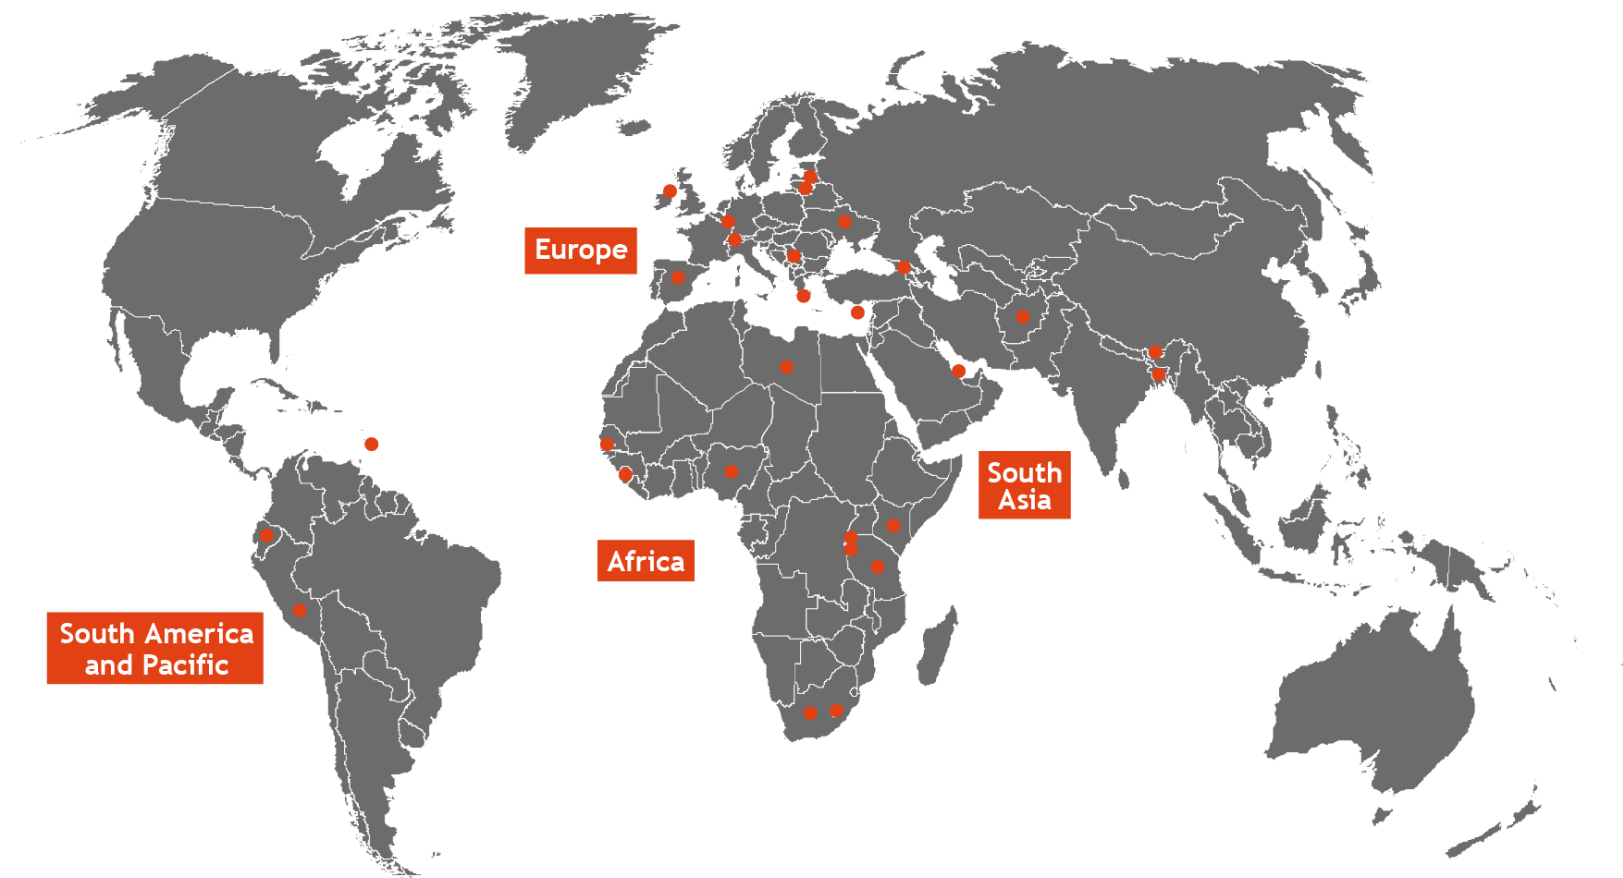 Europe
South
Asia
Africa
South America
and Pacific